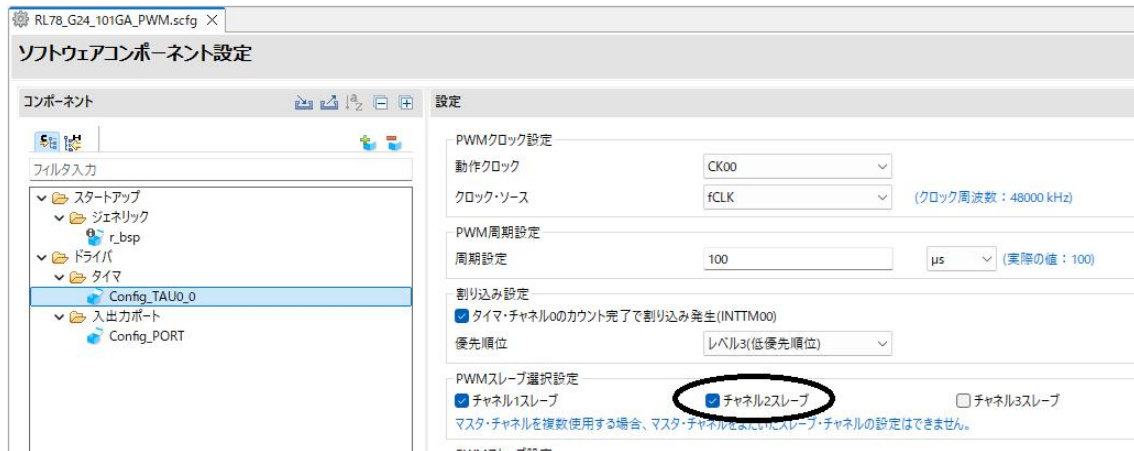 RL78_G24_101GA_PWM.scfg
ソフトウェアコンポーネント設定
コンポーネント
設定
フィルタ入力
スタートアップ
ジェネリック
r_bsp
ドライバ
タイマ
Config_TAU0_0
入出力ポート
Config_PORT
PWMクロック設定
動作クロック CK00
クロック・ソース fCLK (クロック周波数：48000 kHz)
PWM周期設定
周期設定 100 µs (実際の値：100)
割り込み設定
タイマ・チャネル0のカウント完了で割り込み発生(INTTM00)
優先順位 レベル3(低優先順位)
PWMスレーブ選択設定
チャネル1スレーブ チャネル2スレーブ チャネル3スレーブ
マスタ・チャネルを複数使用する場合、マスタ・チャネルをまたいだスレーブ・チャネルの設定はできません。